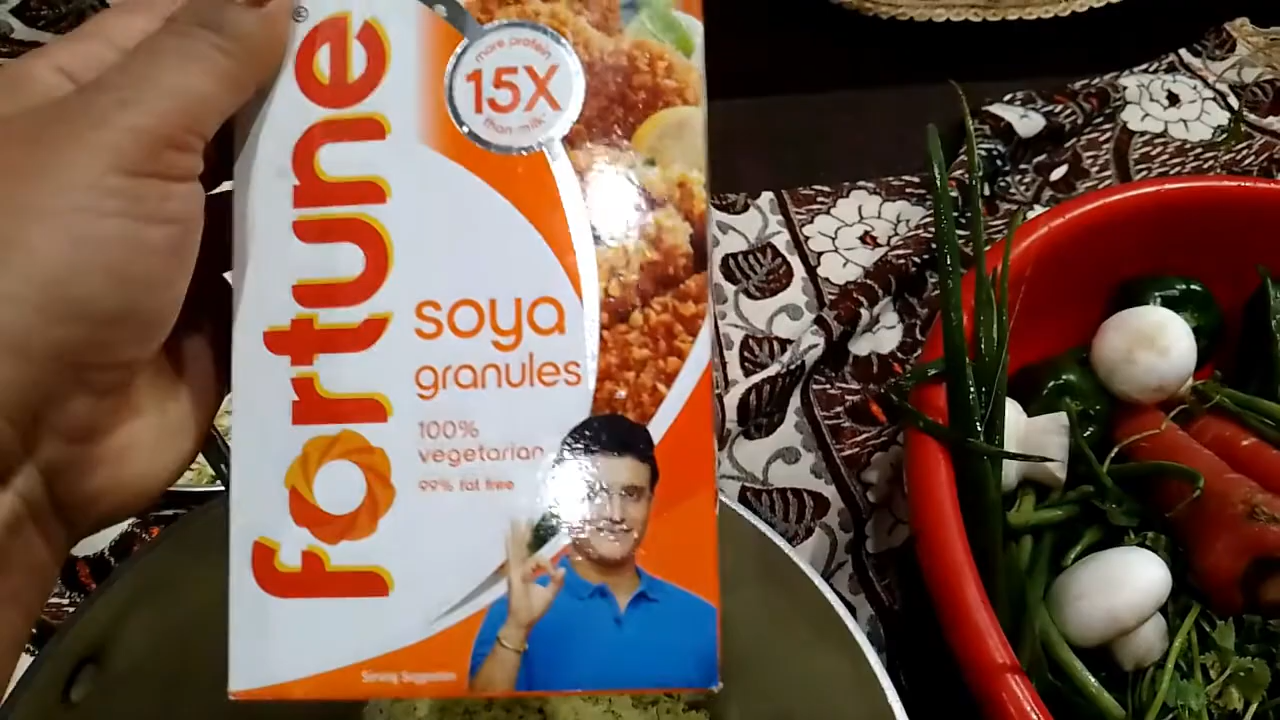 fortune®
more protein
15X
than milk
soya
granules
100%
vegetarian
99% fat free
Serving Suggestion